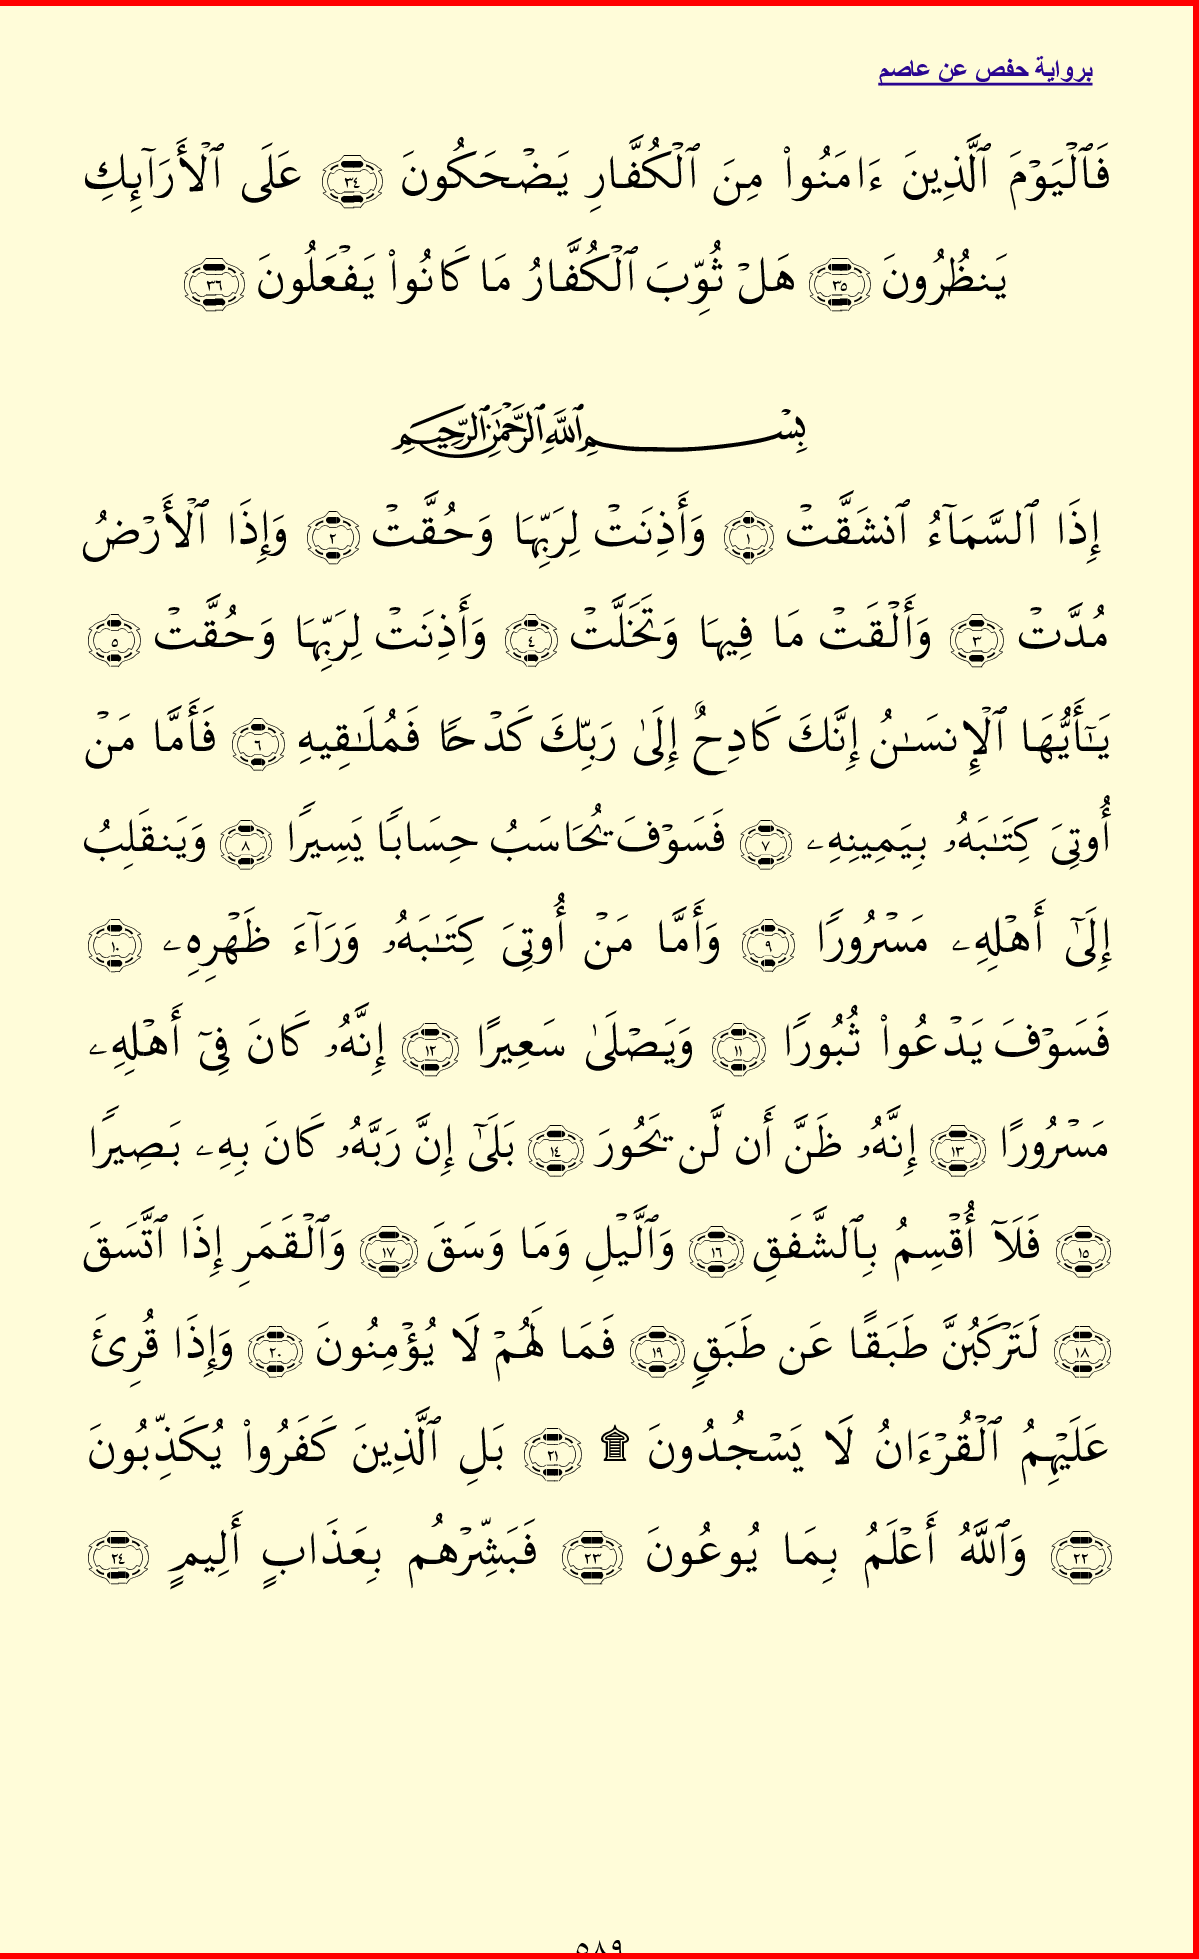 برواية حفص عن عاصم
فَٱلۡيَوۡمَ ٱلَّذِينَ ءَامَنُواْ مِنَ ٱلۡكُفَّارِ يَضۡحَكُونَ ٣٤ عَلَى ٱلۡأَرَآئِكِ
يَنظُرُونَ ٣٥ هَلۡ ثُوِّبَ ٱلۡكُفَّارُ مَا كَانُواْ يَفۡعَلُونَ ٣٦
بِسۡمِ ٱللَّهِ ٱلرَّحۡمَٰنِ ٱلرَّحِيمِ
إِذَا ٱلسَّمَآءُ ٱنشَقَّتۡ ١ وَأَذِنَتۡ لِرَبِّهَا وَحُقَّتۡ ٢ وَإِذَا ٱلۡأَرۡضُ
مُدَّتۡ ٣ وَأَلۡقَتۡ مَا فِيهَا وَتَخَلَّتۡ ٤ وَأَذِنَتۡ لِرَبِّهَا وَحُقَّتۡ ٥
يَـٰٓأَيُّهَا ٱلۡإِنسَـٰنُ إِنَّكَ كَادِحٌ إِلَىٰ رَبِّكَ كَدۡحًا فَمُلَـٰقِيهِ ٦ فَأَمَّا مَنۡ
أُوتِيَ كِتَـٰبَهُۥ بِيَمِينِهِۦ ٧ فَسَوۡفَ يُحَاسَبُ حِسَابًا يَسِيرًا ٨ وَيَنقَلِبُ
إِلَىٰٓ أَهۡلِهِۦ مَسۡرُورًا ٩ وَأَمَّا مَنۡ أُوتِيَ كِتَـٰبَهُۥ وَرَآءَ ظَهۡرِهِۦ ١٠
فَسَوۡفَ يَدۡعُواْ ثُبُورًا ١١ وَيَصۡلَىٰ سَعِيرًا ١٢ إِنَّهُۥ كَانَ فِيٓ أَهۡلِهِۦ
مَسۡرُورًا ١٣ إِنَّهُۥ ظَنَّ أَن لَّن يَحُورَ ١٤ بَلَىٰٓ إِنَّ رَبَّهُۥ كَانَ بِهِۦ بَصِيرًا
١٥ فَلَآ أُقۡسِمُ بِٱلشَّفَقِ ١٦ وَٱلَّيۡلِ وَمَا وَسَقَ ١٧ وَٱلۡقَمَرِ إِذَا ٱتَّسَقَ
١٨ لَتَرۡكَبُنَّ طَبَقًا عَن طَبَقٍ ١٩ فَمَا لَهُمۡ لَا يُؤۡمِنُونَ ٢٠ وَإِذَا قُرِئَ
عَلَيۡهِمُ ٱلۡقُرۡءَانُ لَا يَسۡجُدُونَ ۩ ٢١ بَلِ ٱلَّذِينَ كَفَرُواْ يُكَذِّبُونَ
٢٢ وَٱللَّهُ أَعۡلَمُ بِمَا يُوعُونَ ٢٣ فَبَشِّرۡهُم بِعَذَابٍ أَلِيمٍ ٢٤
٥٨٩